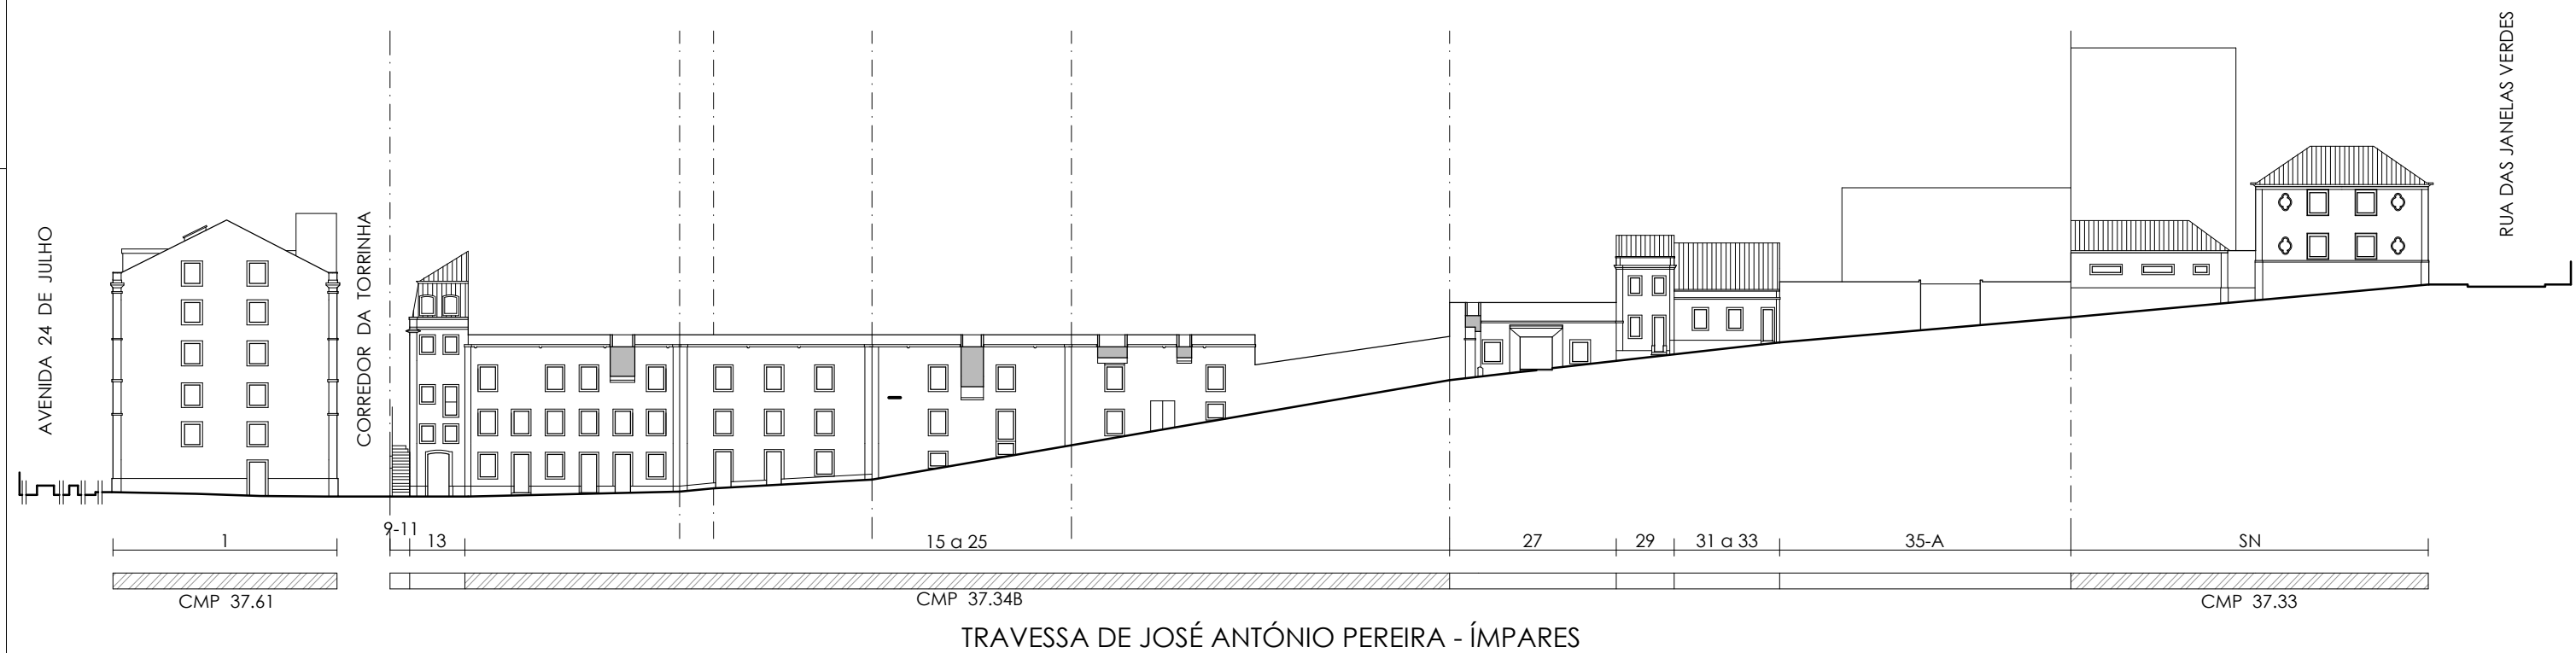 AVENIDA 24 DE JULHO
CORREDOR DA TORRINHA
RUA DAS JANELAS VERDES
1
9-11
13
15 a 25
27
29
31 a 33
35-A
SN
CMP 37.61
CMP 37.34B
CMP 37.33
TRAVESSA DE JOSÉ ANTÓNIO PEREIRA - ÍMPARES